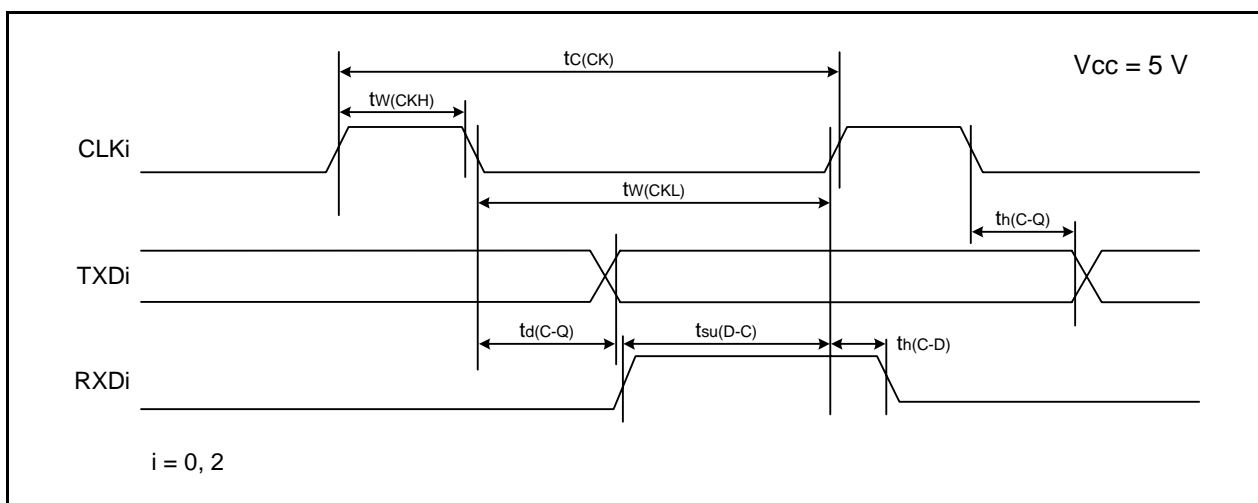 tC(CK)
Vcc = 5 V
tW(CKH)
CLKi
tW(CKL)
th(C-Q)
TXDi
td(C-Q)
tsu(D-C)
th(C-D)
RXDi
i = 0, 2